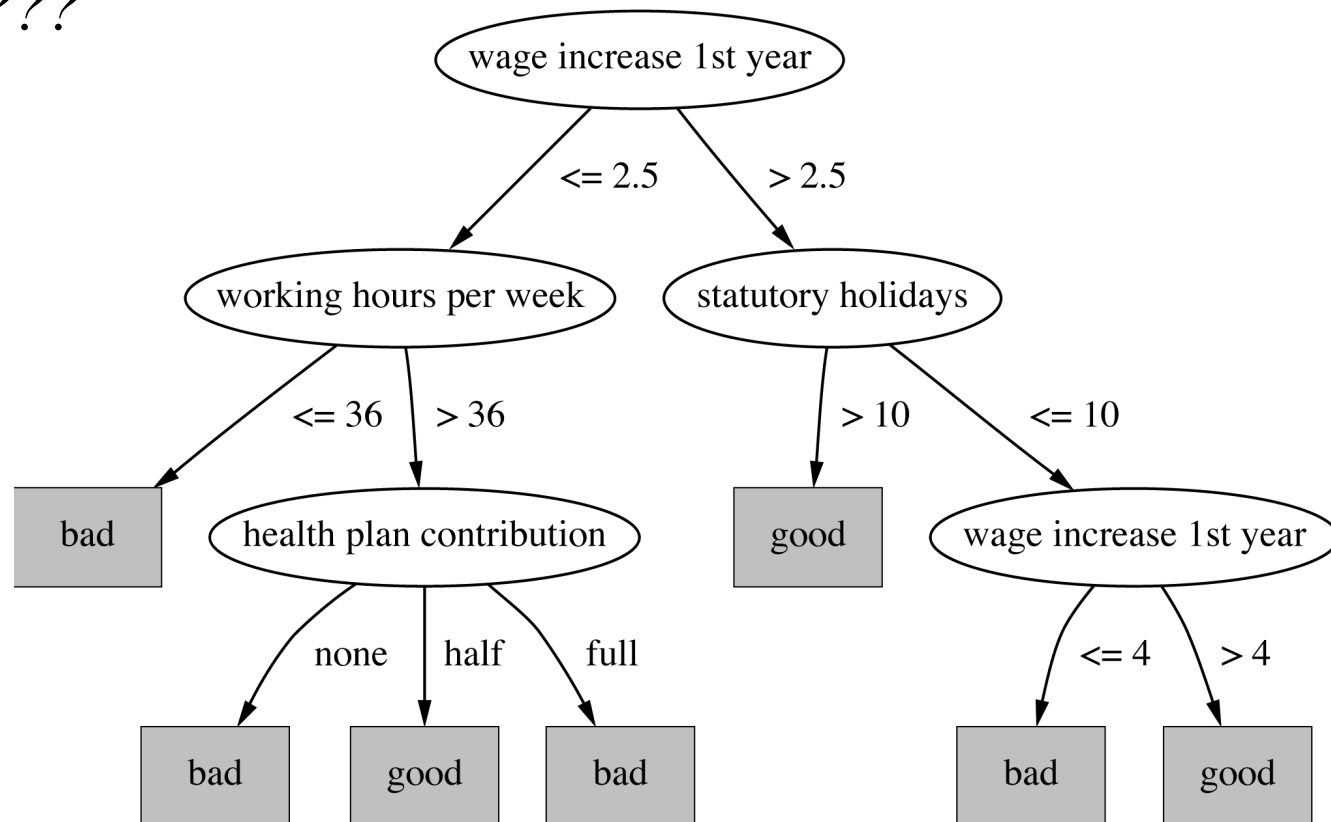 ???
wage increase 1st year
<= 2.5 > 2.5
working hours per week statutory holidays
<= 36 > 36 > 10 <= 10
bad health plan contribution good wage increase 1st year
none half full <= 4 > 4
bad good bad bad good